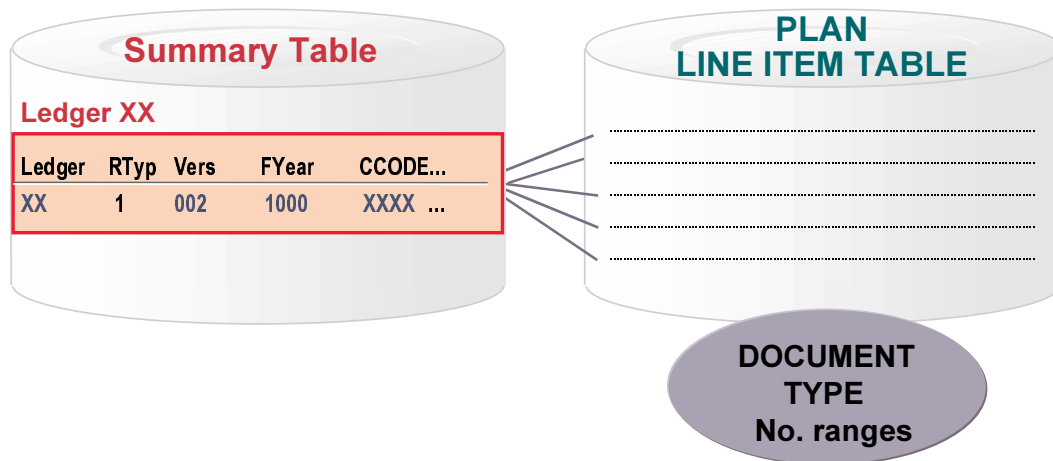 Summary Table
Ledger XX
Ledger RTyp Vers FYear CCODE...
XX 1 002 1000 XXXX ...
PLAN
LINE ITEM TABLE
DOCUMENT
TYPE
No. ranges